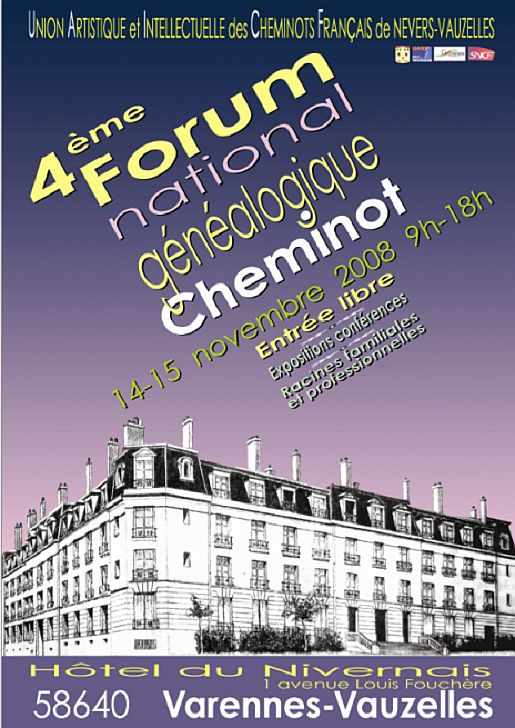 Union Artistique et Intellectuelle des Cheminots Français de NEVERS-VAUZELLES
SNCF
4ème Forum
national
généalogique
Cheminot
14-15 novembre 2008 9h-18h
Entrée libre
Expositions conférences
Racines familiales
et professionnelles
Hôtel du Nivernais
1 avenue Louis Fouchère
58640 Varennes-Vauzelles